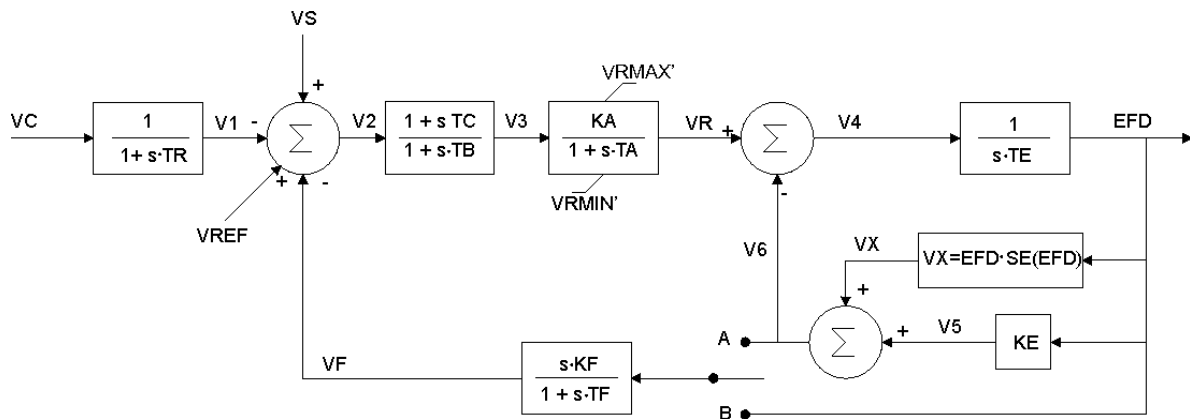 VS
VRMAX'
VC
1
1+ s·TR
V1
-
+
Σ
+
-
V2
1 + s TC
1 + s·TB
V3
KA
1 + s·TA
VR
+
Σ
-
V4
1
s·TE
EFD
VRMIN'
VREF
V6
VX
VX=EFD·SE(EFD)
+
Σ
+
V5
KE
A
VF
s·KF
1 + s·TF
B